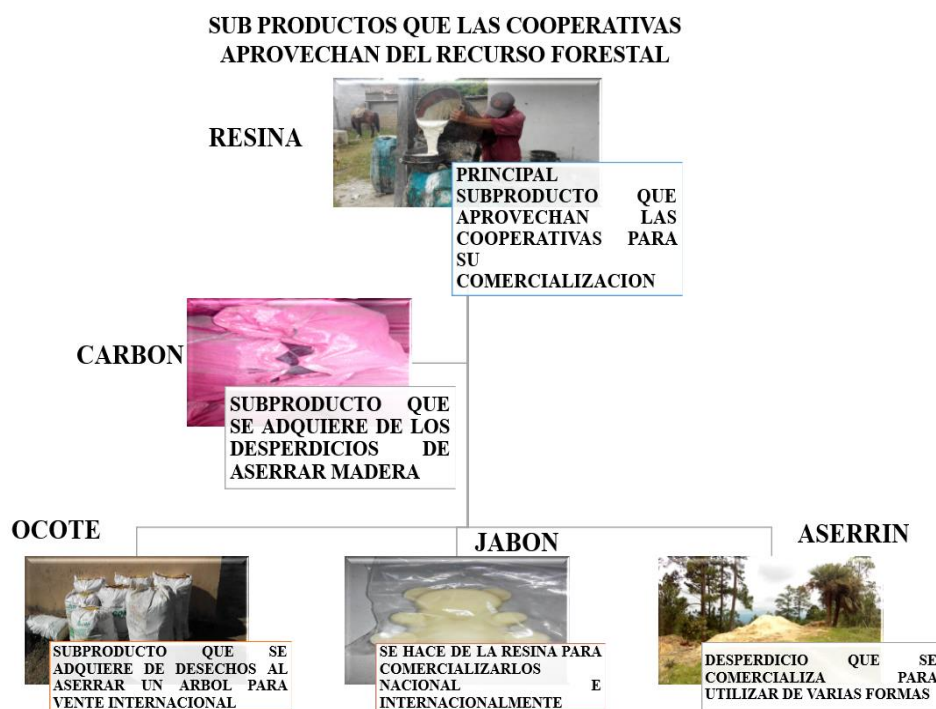 SUB PRODUCTOS QUE LAS COOPERATIVAS
APROVECHAN DEL RECURSO FORESTAL
RESINA
PRINCIPAL
SUBPRODUCTO QUE
APROVECHAN LAS
COOPERATIVAS PARA
SU
COMERCIALIZACION
CARBON
SUBPRODUCTO QUE
SE ADQUIERE DE LOS
DESPERDICIOS DE
ASERRAR MADERA
OCOTE
SUBPRODUCTO QUE SE
ADQUIERE DE DESECHOS AL
ASERRAR UN ARBOL PARA
VENTE INTERNACIONAL
JABON
SE HACE DE LA RESINA PARA
COMERCIALIZARLOS
NACIONAL E
INTERNACIONALMENTE
ASERRIN
DESPERDICIO QUE SE
COMERCIALIZA PARA
UTILIZAR DE VARIAS FORMAS